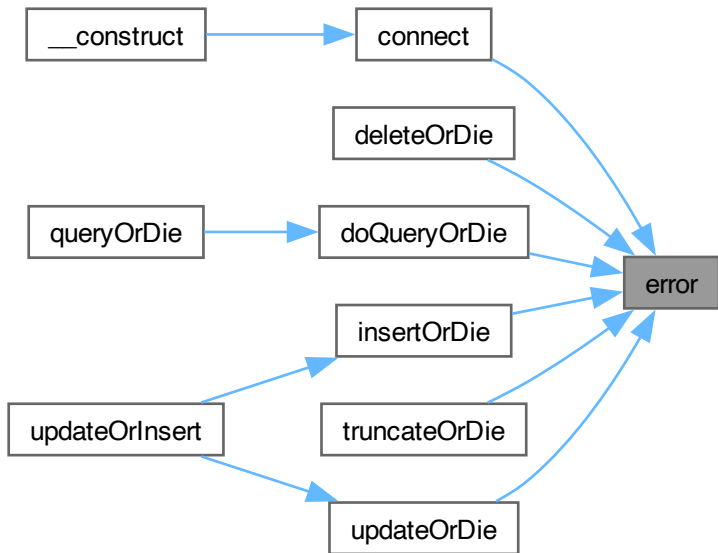 __construct
connect
deleteOrDie
queryOrDie
doQueryOrDie
error
insertOrDie
updateOrInsert
truncateOrDie
updateOrDie